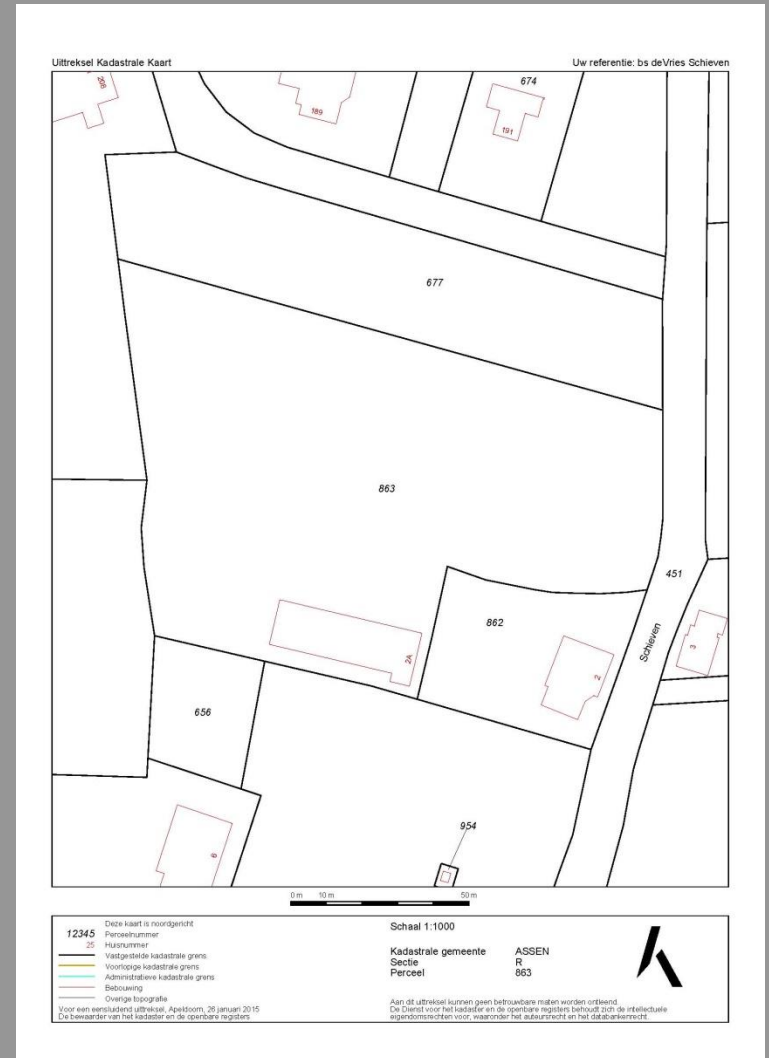 Uittreksel Kadastrale Kaart
Uw referentie: bs deVries Schieven
208
189
674
191
677
863
451
862
2A
2
3
Schieven
656
954
6
0 m 10 m 50 m
Deze kaart is noordgericht
12345 Perceelnummer
25 Huisnummer
Vastgestelde kadastrale grens
Voorlopige kadastrale grens
Administratieve kadastrale grens
Bebouwing
Overige topografie
Voor een eensluidend uittreksel, Apeldoorn, 26 januari 2015
De bewaarder van het kadaster en de openbare registers
Schaal 1:1000
Kadastrale gemeente ASSEN
Sectie R
Perceel 863
Aan dit uittreksel kunnen geen betrouwbare maten worden ontleend.
De Dienst voor het kadaster en de openbare registers behoudt zich de intellectuele
eigendomsrechten voor, waaronder het auteursrecht en het databankenrecht.